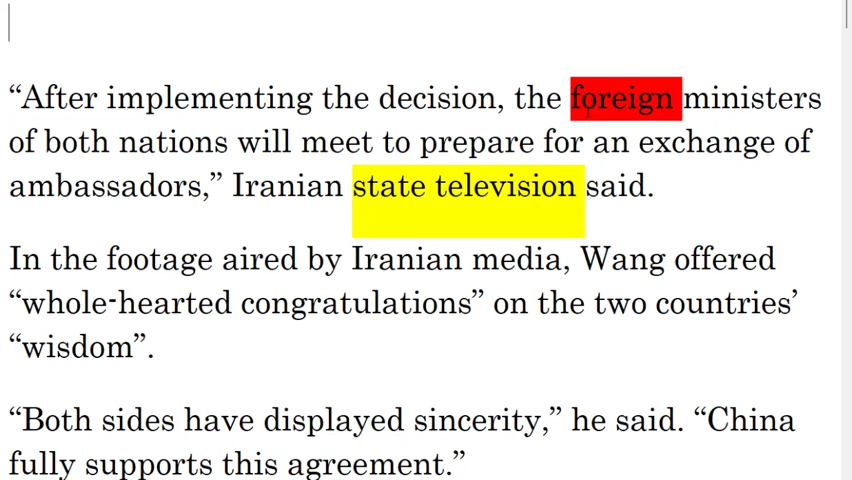 “After implementing the decision, the foreign ministers
of both nations will meet to prepare for an exchange of
ambassadors,” Iranian state television said.
In the footage aired by Iranian media, Wang offered
“whole-hearted congratulations” on the two countries’
“wisdom”.
“Both sides have displayed sincerity,” he said. “China
fully supports this agreement.”